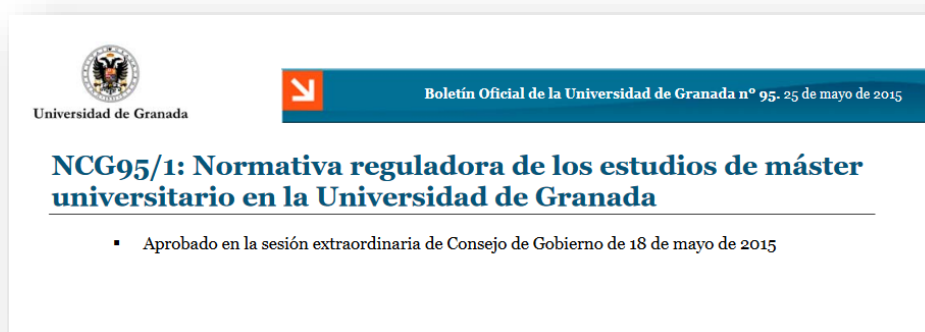 Universidad de Granada
Boletín Oficial de la Universidad de Granada nº 95. 25 de mayo de 2015
NCG95/1: Normativa reguladora de los estudios de máster
universitario en la Universidad de Granada
▪ Aprobado en la sesión extraordinaria de Consejo de Gobierno de 18 de mayo de 2015